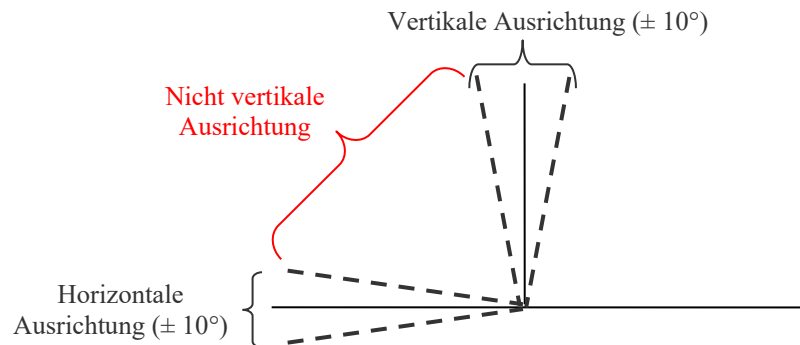 Vertikale Ausrichtung (± 10°)
Nicht vertikale
Ausrichtung
Horizontale
Ausrichtung (± 10°)